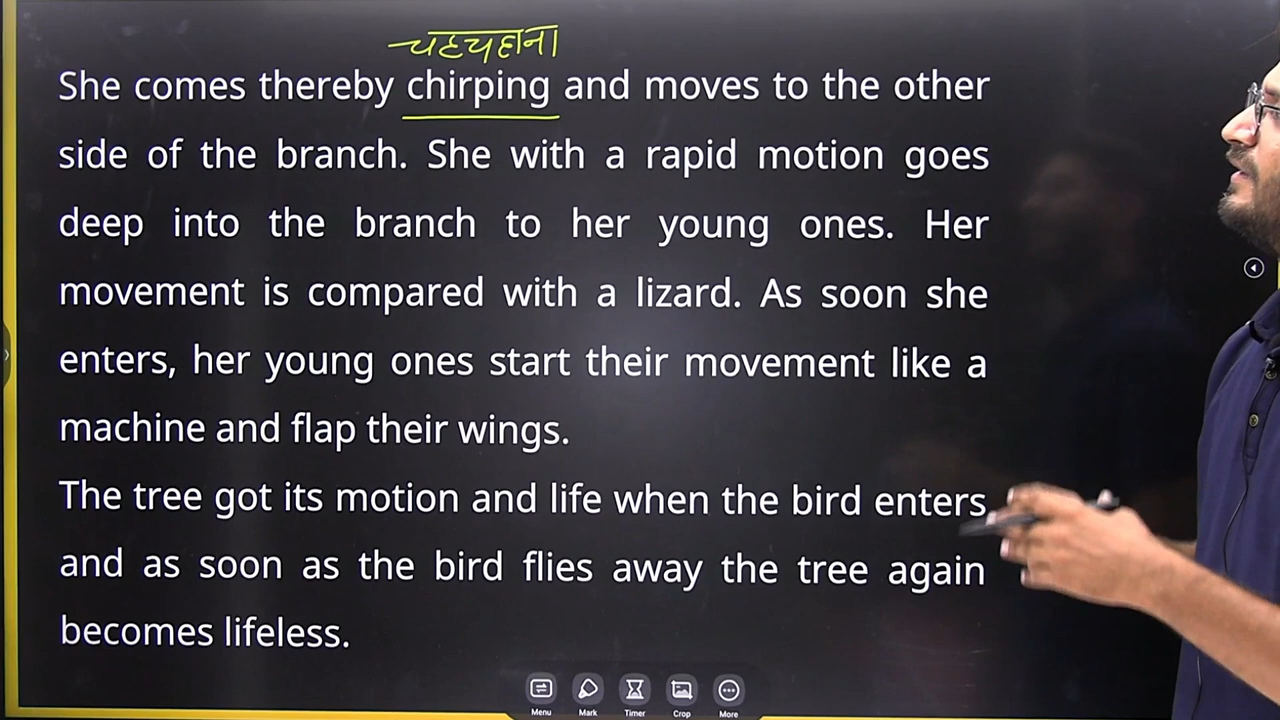 चहचहाना
She comes thereby chirping and moves to the other
side of the branch. She with a rapid motion goes
deep into the branch to her young ones. Her
movement is compared with a lizard. As soon she
enters, her young ones start their movement like a
machine and flap their wings.
The tree got its motion and life when the bird enters
and as soon as the bird flies away the tree again
becomes lifeless.
Menu Mark Timer Crop More